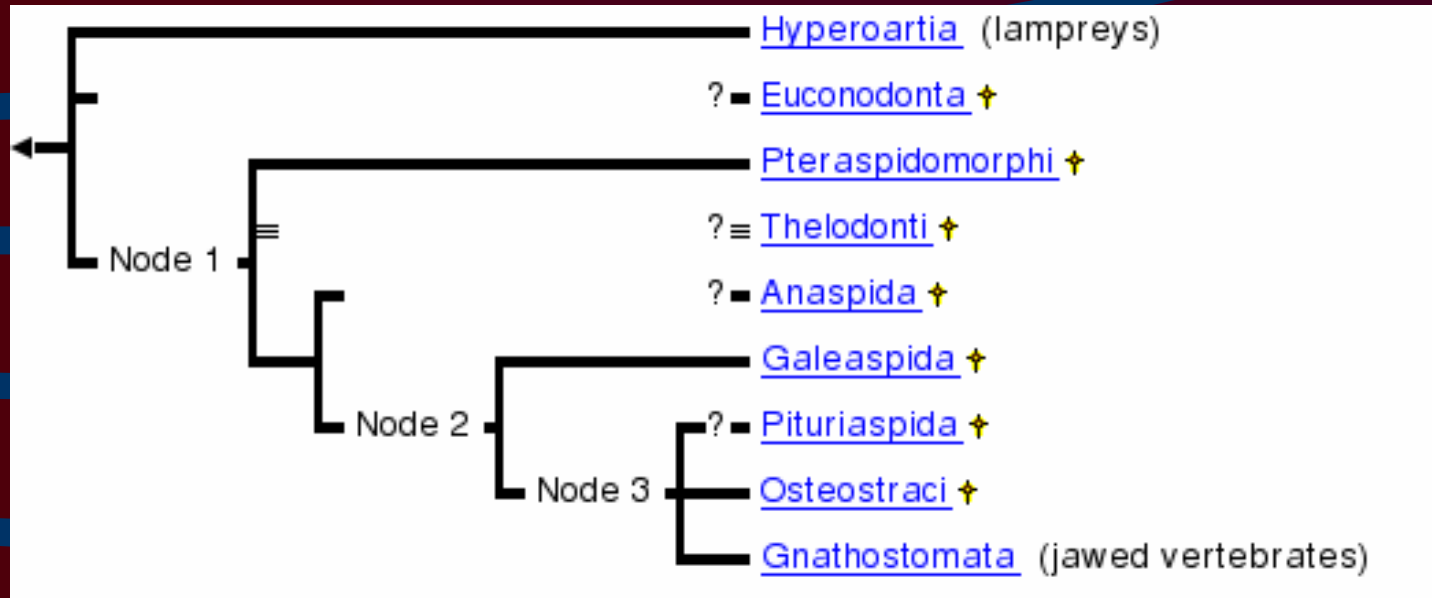 Hyperoartia (lampreys)
? Euconodonta
Pteraspidomorphi
? Thelodonti
Node 1
? Anaspida
Galeaspida
Node 2 ? Pituriaspida
Node 3 Osteostraci
Gnathostomata (jawed vertebrates)